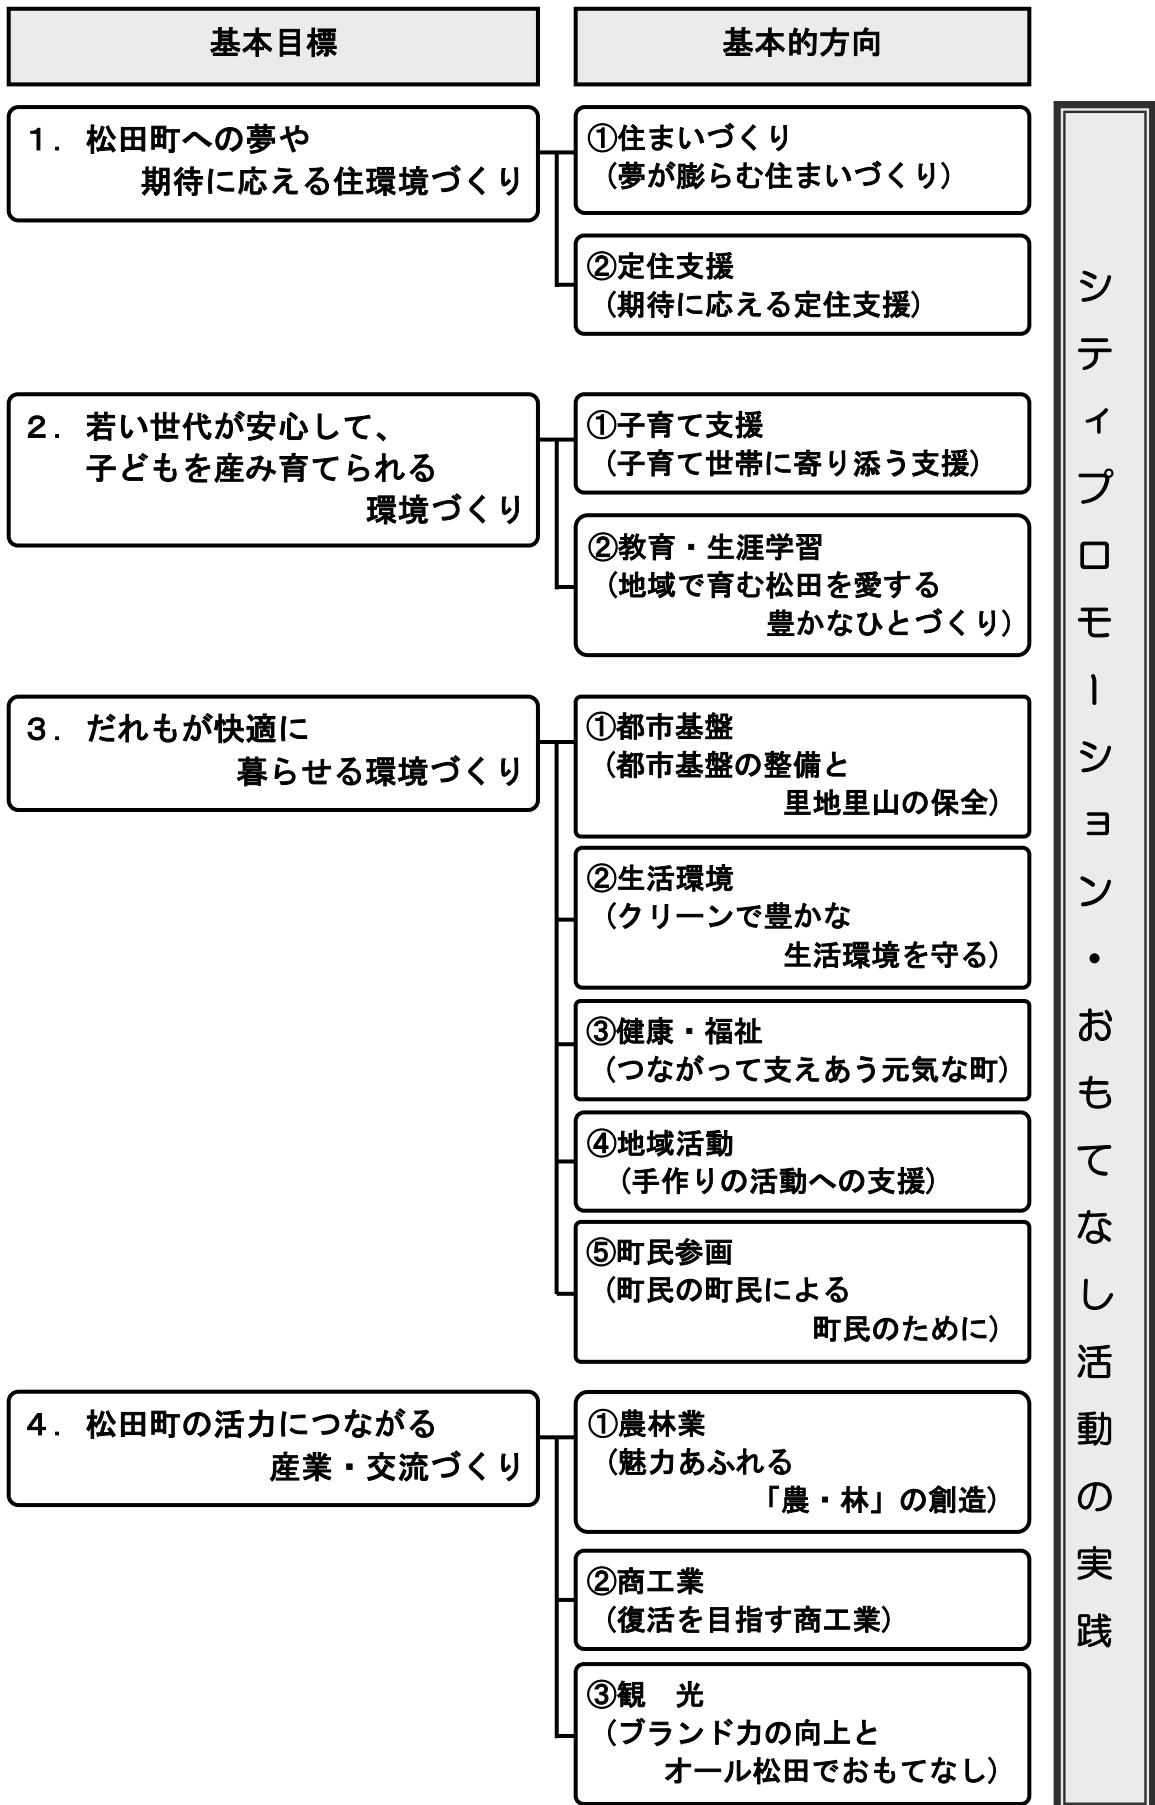 基本目標
基本的方向
１．松田町への夢や
期待に応える住環境づくり
①住まいづくり
（夢が膨らむ住まいづくり）
②定住支援
（期待に応える定住支援）
２．若い世代が安心して、
子どもを産み育てられる
環境づくり
①子育て支援
（子育て世帯に寄り添う支援）
②教育・生涯学習
（地域で育む松田を愛する
豊かなひとづくり）
３．だれもが快適に
暮らせる環境づくり
①都市基盤
（都市基盤の整備と
里地里山の保全）
②生活環境
（クリーンで豊かな
生活環境を守る）
③健康・福祉
（つながって支えあう元気な町）
④地域活動
（手作りの活動への支援）
⑤町民参画
（町民の町民による
町民のために）
４．松田町の活力につながる
産業・交流づくり
①農林業
（魅力あふれる
「農・林」の創造）
②商工業
（復活を目指す商工業）
③観　光
（ブランド力の向上と
オール松田でおもてなし）
シティプロモーション・おもてなし活動の実践